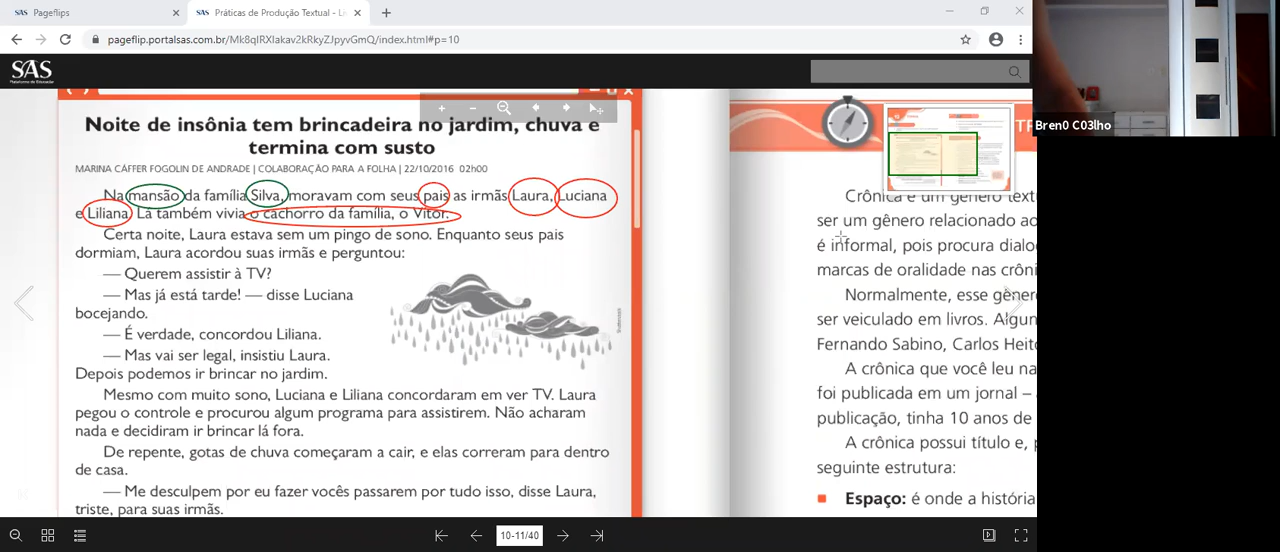 SAS Pageflips
SAS Práticas de Produção Textual - Li
pageflip.portalsas.com.br/Mk8qIRXIakav2kRkyZJpyvGmQ/index.html#p=10
SAS
Plataforma de Educação
Bren0 C03lho
Noite de insônia tem brincadeira no jardim, chuva e
termina com susto
MARINA CÁFFER FOGOLIN DE ANDRADE | COLABORAÇÃO PARA A FOLHA | 22/10/2016 02h00
Na mansão da família Silva, moravam com seus pais as irmãs Laura, Luciana
e Liliana. Lá também vivia o cachorro da família, o Vitor.
Certa noite, Laura estava sem um pingo de sono. Enquanto seus pais
dormiam, Laura acordou suas irmãs e perguntou:
— Querem assistir à TV?
— Mas já está tarde! — disse Luciana
bocejando.
— É verdade, concordou Liliana.
— Mas vai ser legal, insistiu Laura.
Depois podemos ir brincar no jardim.
Mesmo com muito sono, Luciana e Liliana concordaram em ver TV. Laura
pegou o controle e procurou algum programa para assistirem. Não acharam
nada e decidiram ir brincar lá fora.
De repente, gotas de chuva começaram a cair, e elas correram para dentro
de casa.
— Me desculpem por eu fazer vocês passarem por tudo isso, disse Laura,
triste, para suas irmãs.
TR
Crônica é um gênero text
ser um gênero relacionado ao
é informal, pois procura dialo
marcas de oralidade nas crôni
Normalmente, esse gêner
ser veiculado em livros. Algun
Fernando Sabino, Carlos Heito
A crônica que você leu na
foi publicada em um jornal –
publicação, tinha 10 anos de
A crônica possui título e, p
seguinte estrutura:
Espaço: é onde a história
10-11/40